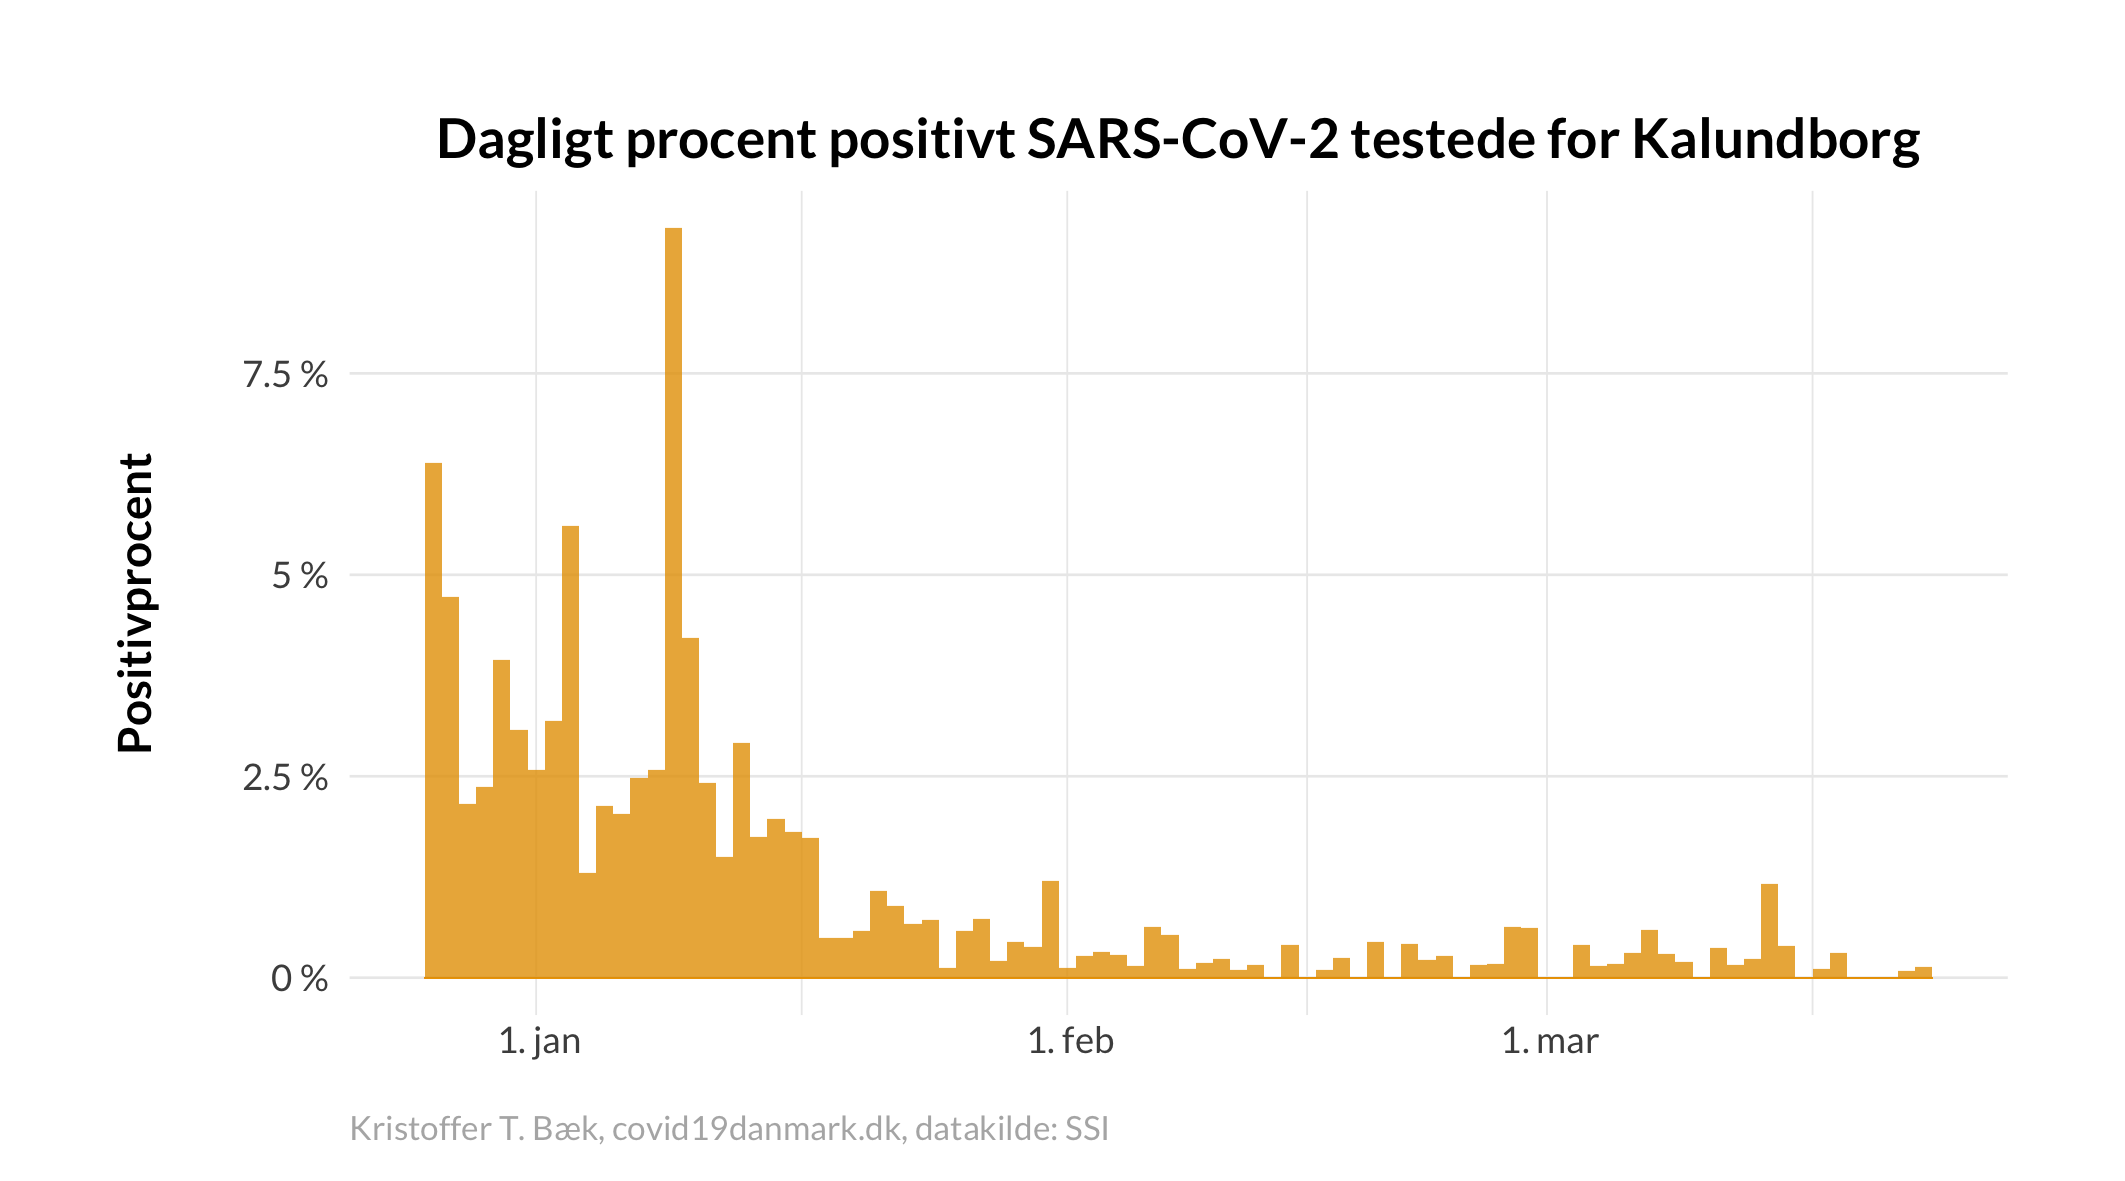 Dagligt procent positivt SARS-CoV-2 testede for Kalundborg
Positivprocent
7.5 %
5 %
2.5 %
0 %
1. jan
1. feb
1. mar
Kristoffer T. Bæk, covid19danmark.dk, datakilde: SSI